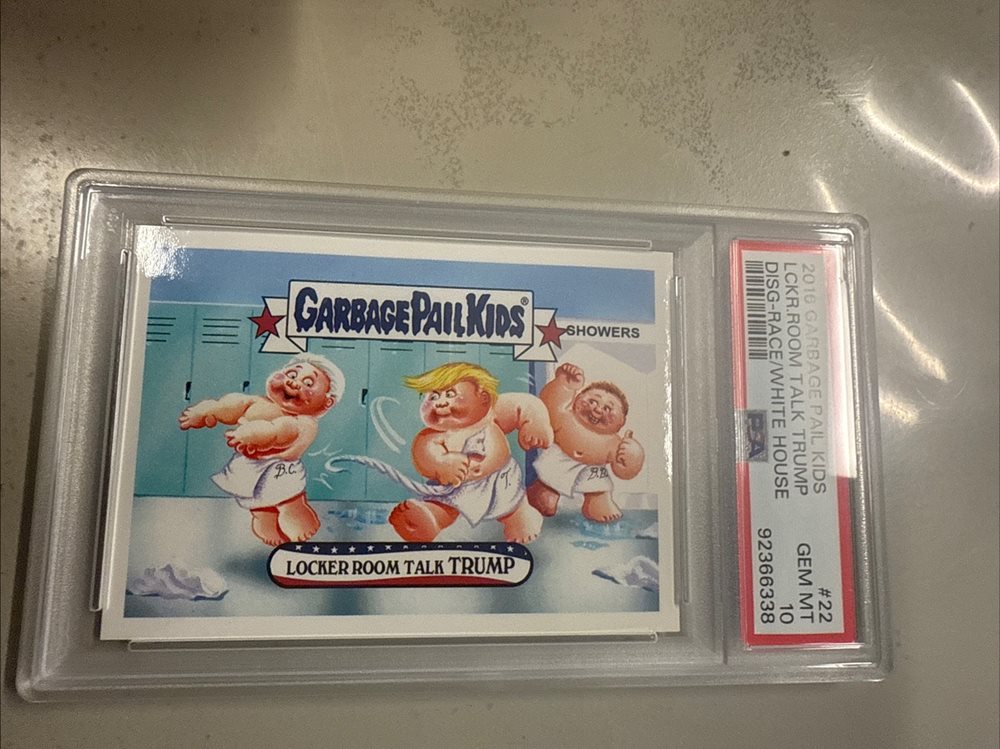 GARBAGE PAIL KIDS®
SHOWERS
B.C.
T.
LOCKER ROOM TALK TRUMP
2016 GARBAGE PAIL KIDS
LCKR.ROOM TALK TRUMP
DISG-RACE/WHITE HOUSE
#22
GEM MT
10
92366338
PSA